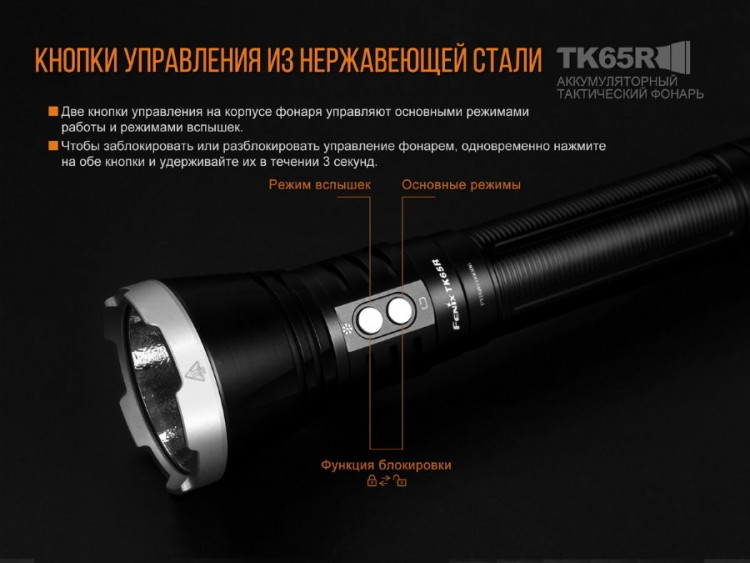 КНОПКИ УПРАВЛЕНИЯ ИЗ НЕРЖАВЕЮЩЕЙ СТАЛИ
TK65R
АККУМУЛЯТОРНЫЙ
ТАКТИЧЕСКИЙ ФОНАРЬ
Две кнопки управления на корпусе фонаря управляют основными режимами
работы и режимами вспышек.
Чтобы заблокировать или разблокировать управление фонарем, одновременно нажмите
на обе кнопки и удерживайте их в течении 3 секунд.
Режим вспышек
Основные режимы
FENIX TK65R
Функция блокировки